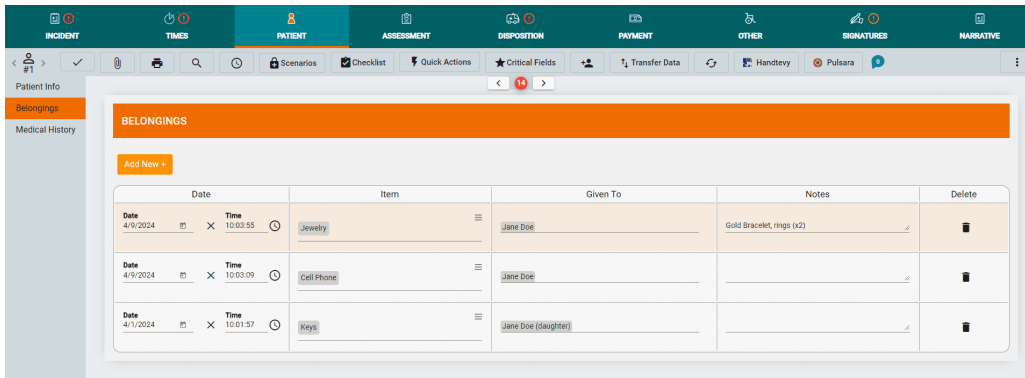 INCIDENT TIMES PATIENT ASSESSMENT DISPOSITION PAYMENT OTHER SIGNATURES NARRATIVE
#1 Scenarios Checklist Quick Actions Critical Fields Transfer Data Handtevy Pulsara 0
Patient Info
Belongings
Medical History
14
BELONGINGS
Add New +
Date Item Given To Notes Delete
Date Time
4/9/2024 10:03:55 Jewelry Jane Doe Gold Bracelet, rings (x2)
Date Time
4/9/2024 10:03:09 Cell Phone Jane Doe
Date Time
4/1/2024 10:01:57 Keys Jane Doe (daughter)